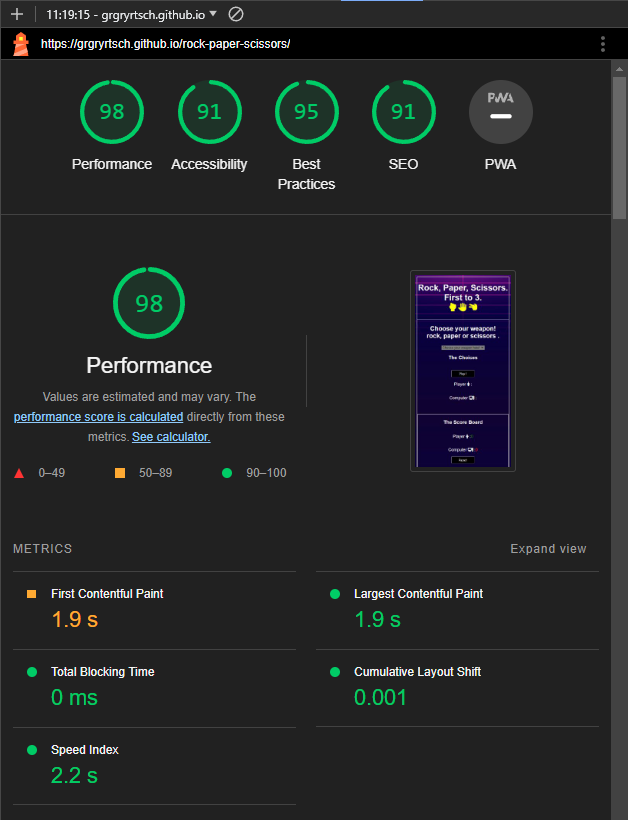 11:19:15 - grgryrtsch.github.io
https://grgryrtsch.github.io/rock-paper-scissors/
98
91
95
91
PWA
Performance
Accessibility
Best
Practices
SEO
PWA
98
Performance
Values are estimated and may vary. The
performance score is calculated directly from these
metrics. See calculator.
0–49
50–89
90–100
Rock, Paper, Scissors.
First to 3.
Choose your weapon!
rock, paper or scissors .
The Choices
Player
Computer
The Score Board
Player
Computer
METRICS
Expand view
First Contentful Paint
1.9 s
Largest Contentful Paint
1.9 s
Total Blocking Time
0 ms
Cumulative Layout Shift
0.001
Speed Index
2.2 s